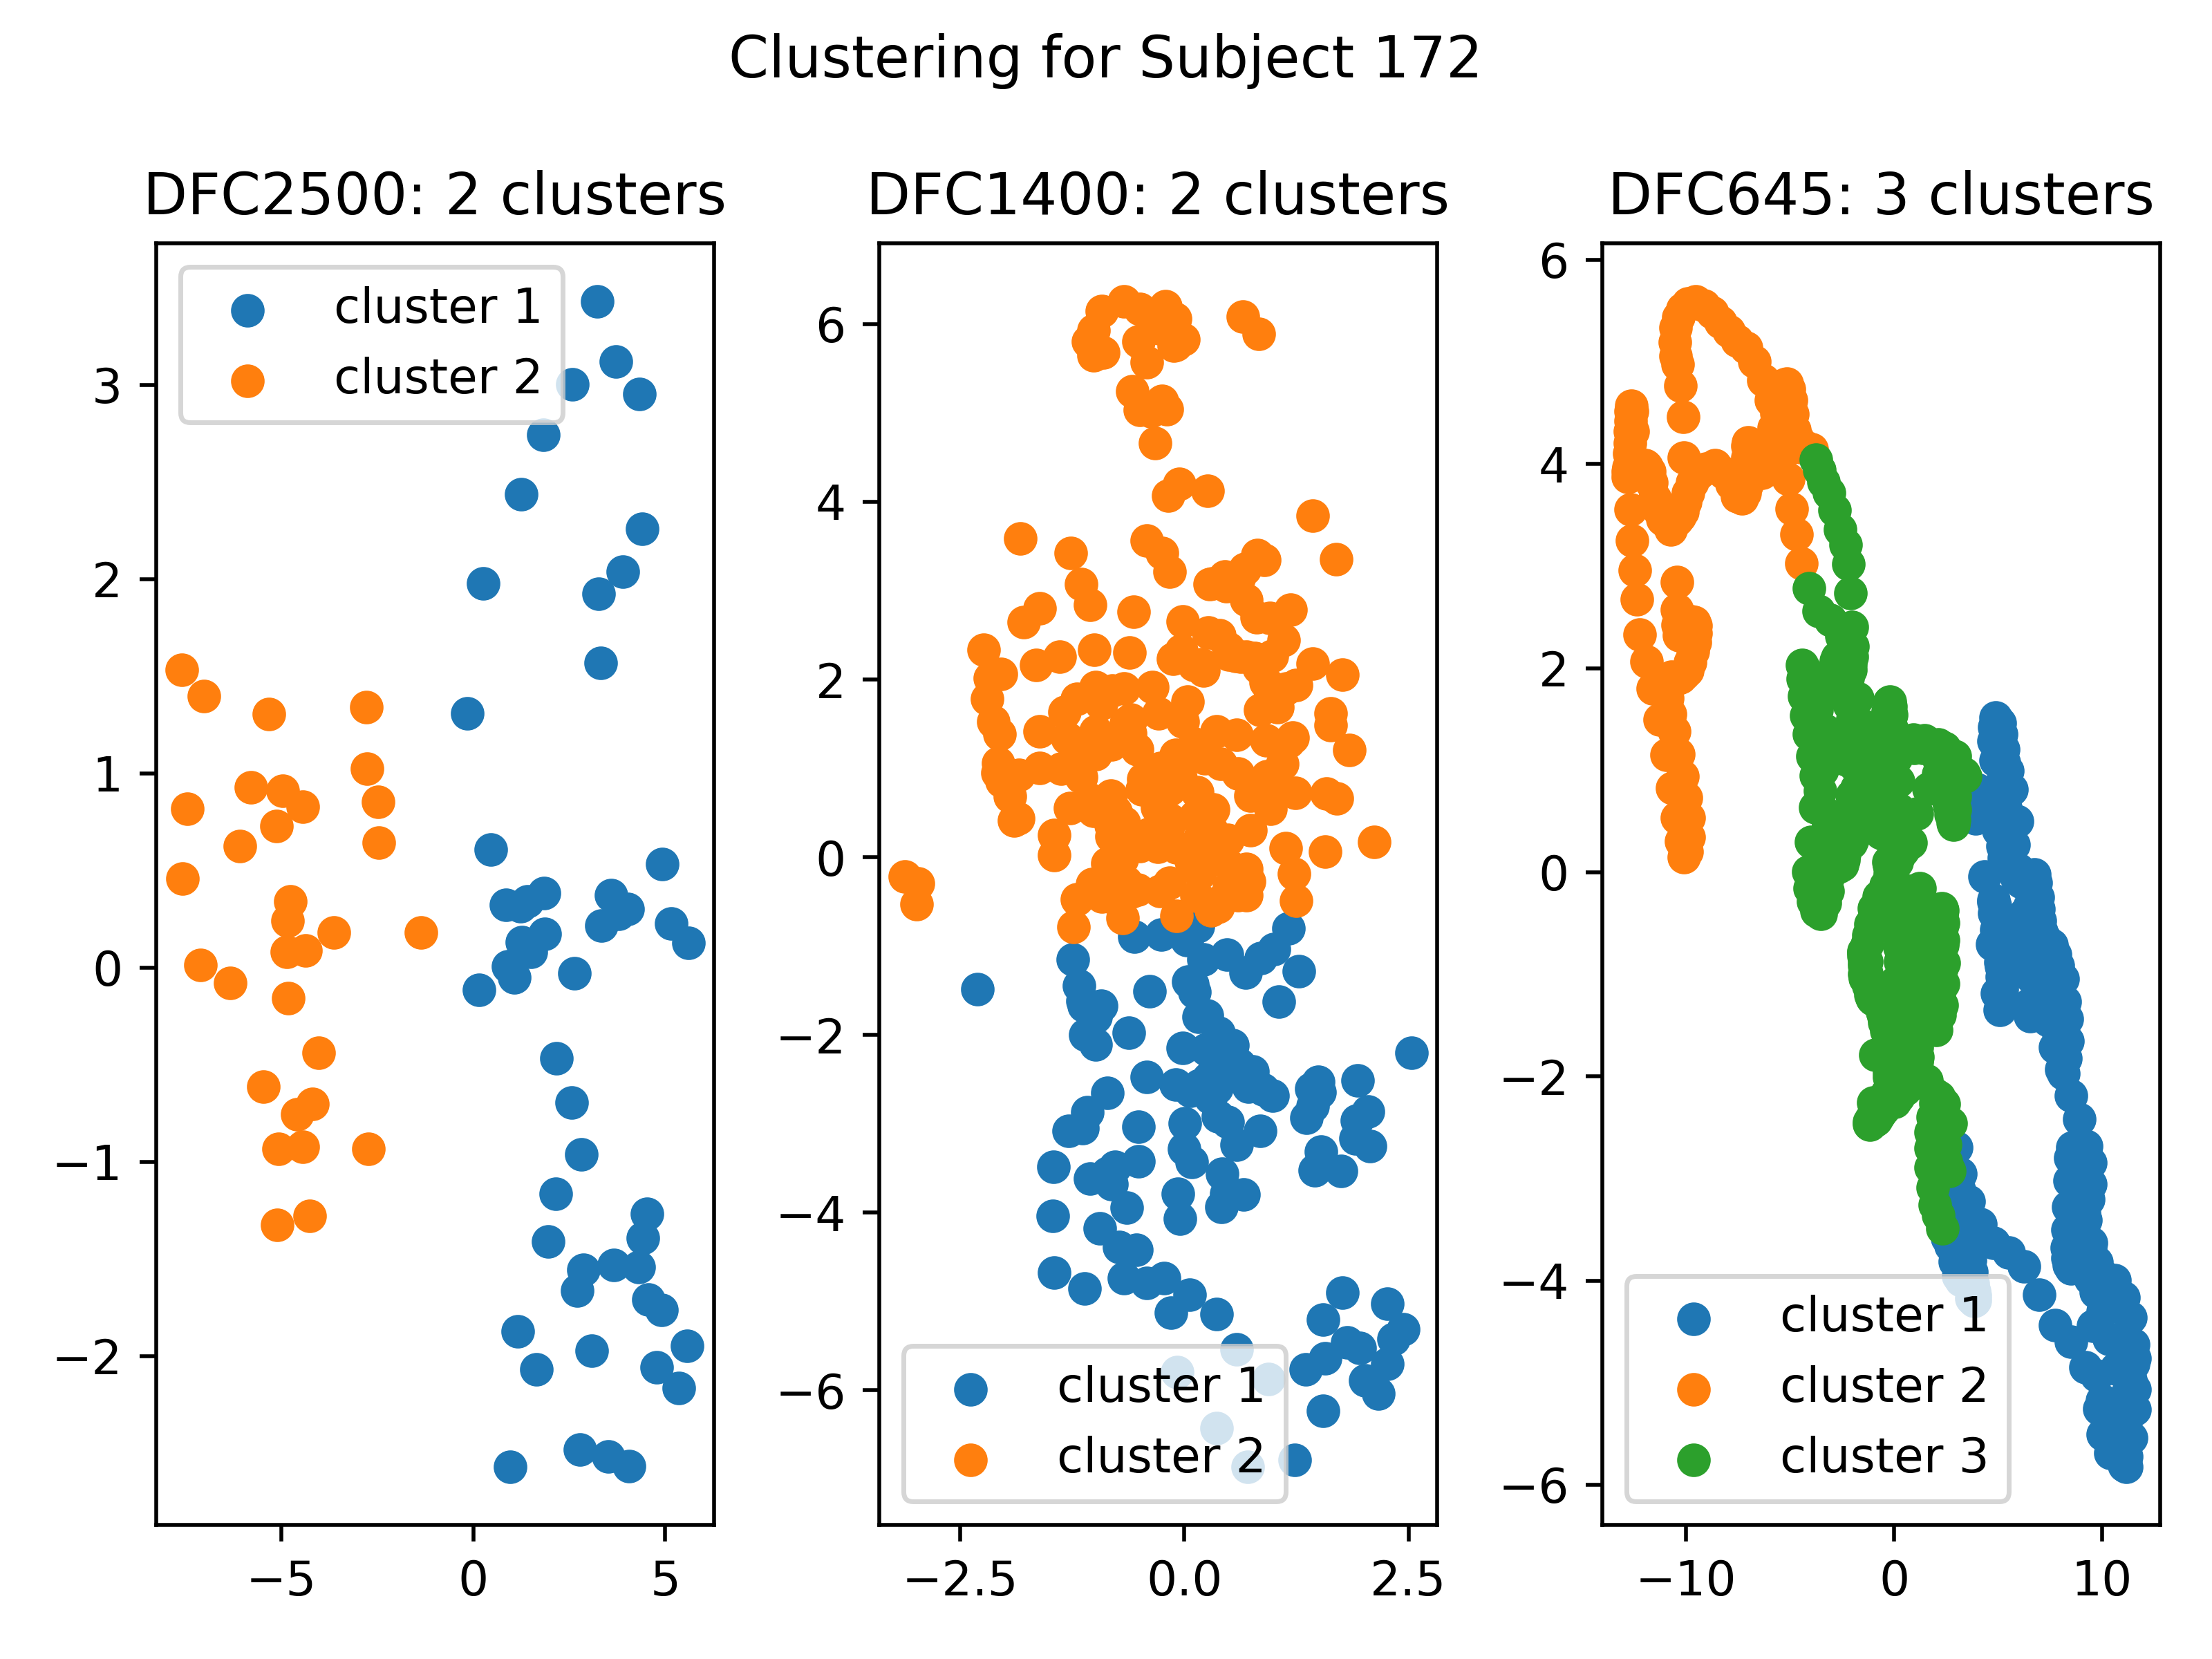 Clustering for Subject 172
DFC2500: 2 clusters
cluster 1
cluster 2
3
2
1
0
−1
−2
−5
0
5
DFC1400: 2 clusters
6
4
2
0
−2
−4
−6
cluster 1
cluster 2
−2.5
0.0
2.5
DFC645: 3 clusters
6
4
2
0
−2
−4
−6
cluster 1
cluster 2
cluster 3
−10
0
10